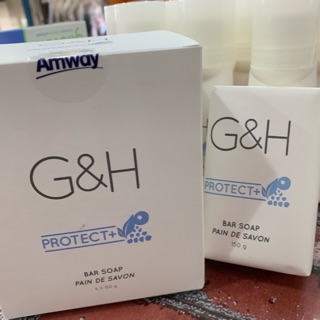 Amway
G&H
PROTECT+
BAR SOAP
PAIN DE SAVON
G&H
PROTECT+
BAR SOAP
PAIN DE SAVON
150 g